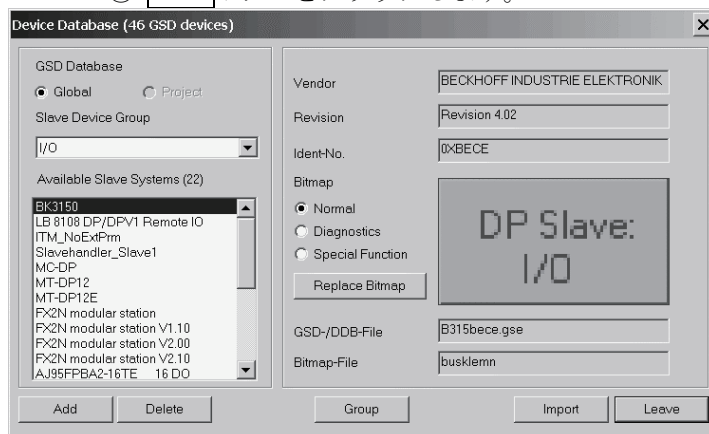 Device Database (46 GSD devices)
GSD Database
Global
Project
Slave Device Group
I/O
Available Slave Systems (22)
BK3150
LB 8108 DP/DPV1 Remote IO
ITM_NoExtPrm
Slavehandler_Slave1
MC-DP
MT-DP12
MT-DP12E
FX2N modular station
FX2N modular station V1.10
FX2N modular station V2.00
FX2N modular station V2.10
AJ95FPBA2-16TE 16 DO
Vendor
BECKHOFF INDUSTRIE ELEKTRONIK
Revision
Revision 4.02
Ident-No.
0XBECE
Bitmap
Normal
Diagnostics
Special Function
Replace Bitmap
DP Slave:
I/O
GSD-/DDB-File
B315bece.gse
Bitmap-File
busklemn
Add
Delete
Group
Import
Leave